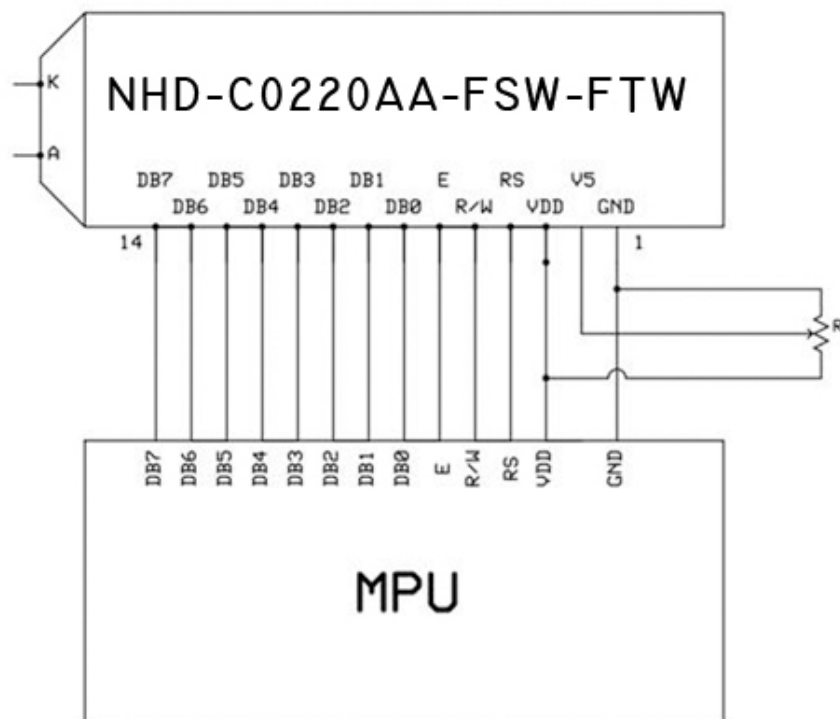 K
NHD-C0220AA-FSW-FTW
A
DB7 DB5 DB3 DB1 E RS V5
DB6 DB4 DB2 DB0 R/W VDD GND
14 1
R
DB7 DB6 DB5 DB4 DB3 DB2 DB1 DB0 E R/W RS VDD GND
MPU